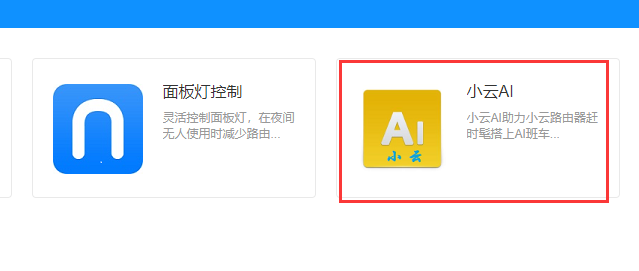 面板灯控制
灵活控制面板灯，在夜间
无人使用时减少路由...
AI
小云
小云AI
小云AI助力小云路由器赶
时髦搭上AI班车...